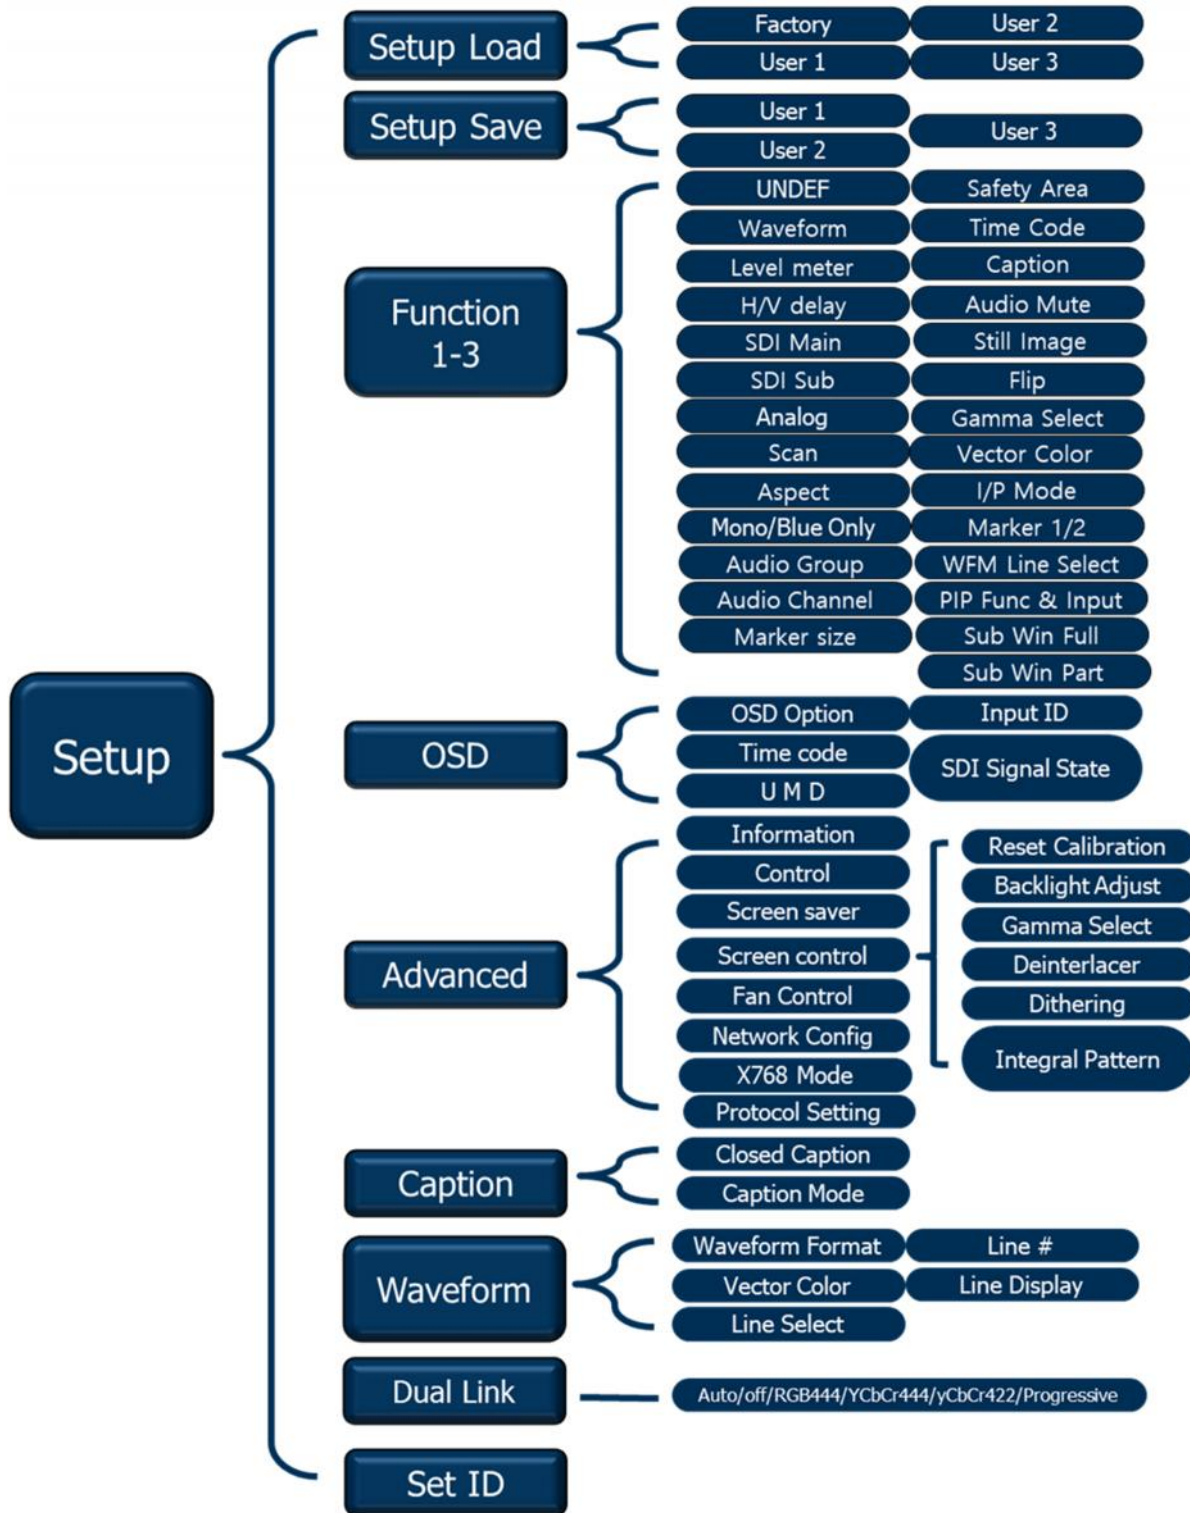 Setup
Setup Load
Factory
User 2
User 1
User 3
Setup Save
User 1
User 2
User 3
Function
1-3
UNDEF
Safety Area
Waveform
Time Code
Level meter
Caption
H/V delay
Audio Mute
SDI Main
Still Image
SDI Sub
Flip
Analog
Gamma Select
Scan
Vector Color
Aspect
I/P Mode
Mono/Blue Only
Marker 1/2
Audio Group
WFM Line Select
Audio Channel
PIP Func & Input
Marker size
Sub Win Full
Sub Win Part
OSD
OSD Option
Input ID
Time code
SDI Signal State
U M D
Advanced
Information
Control
Screen saver
Screen control
Fan Control
Network Config
X768 Mode
Protocol Setting
Reset Calibration
Backlight Adjust
Gamma Select
Deinterlacer
Dithering
Integral Pattern
Caption
Closed Caption
Caption Mode
Waveform
Waveform Format
Line #
Vector Color
Line Display
Line Select
Dual Link
Auto/off/RGB444/YCbCr444/yCbCr422/Progressive
Set ID